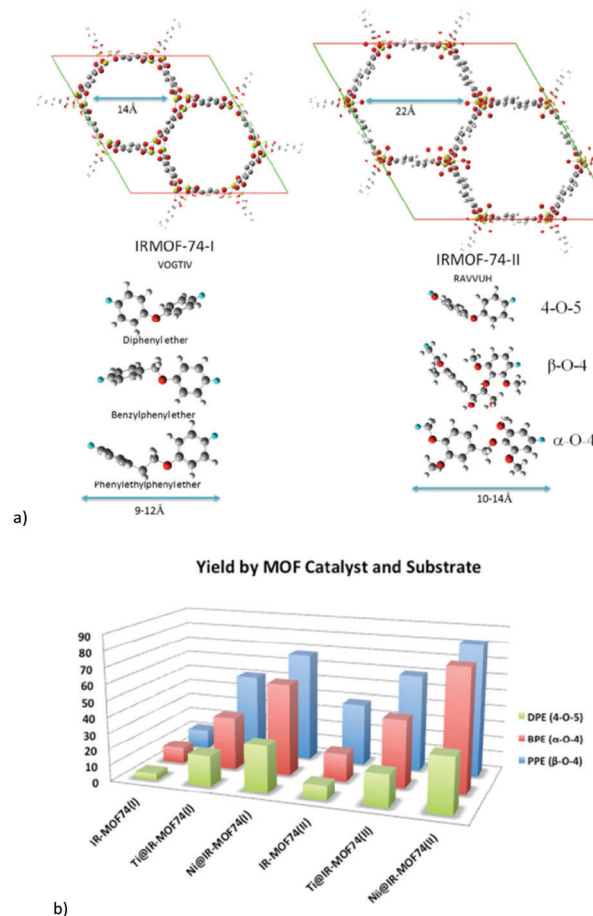 14Å
22Å
IRMOF-74-I
VOGTIV
IRMOF-74-II
RAVVUH
Diphenyl ether
Benzylphenylether
Phenylethylphenylether
9-12Å
4-O-5
β-O-4
α-O-4
10-14Å
a)
Yield by MOF Catalyst and Substrate
90
80
70
60
50
40
30
20
10
0
IR-MOF74(I)
Ti@IR-MOF74(I)
Ni@IR-MOF74(I)
IR-MOF74(II)
Ti@IR-MOF74(II)
Ni@IR-MOF74(II)
DPE (4-O-5)
BPE (α-O-4)
PPE (β-O-4)
b)